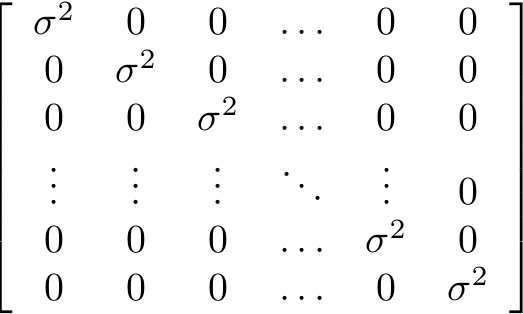 σ² 0 0 … 0 0
0 σ² 0 … 0 0
0 0 σ² … 0 0
⋮ ⋮ ⋮ ⋱ ⋮ 0
0 0 0 … σ² 0
0 0 0 … 0 σ²